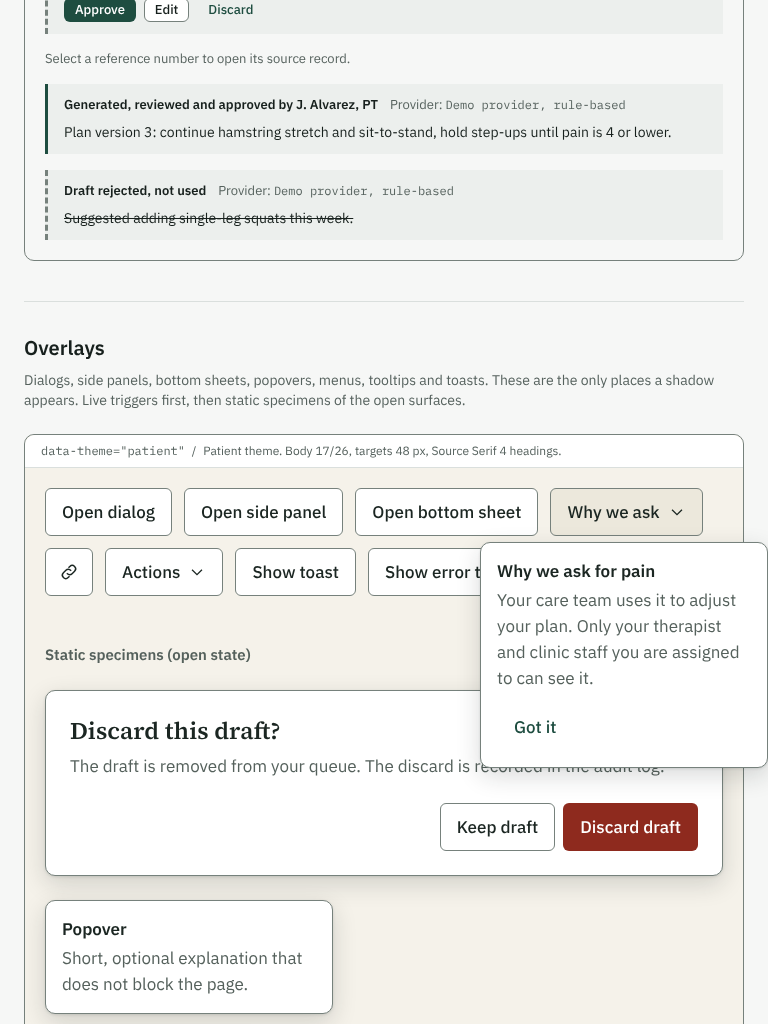 Approve Edit Discard
Select a reference number to open its source record.
Generated, reviewed and approved by J. Alvarez, PT Provider: Demo provider, rule-based
Plan version 3: continue hamstring stretch and sit-to-stand, hold step-ups until pain is 4 or lower.
Draft rejected, not used Provider: Demo provider, rule-based
Suggested adding single-leg squats this week.
Overlays
Dialogs, side panels, bottom sheets, popovers, menus, tooltips and toasts. These are the only places a shadow
appears. Live triggers first, then static specimens of the open surfaces.
data-theme="patient" / Patient theme. Body 17/26, targets 48 px, Source Serif 4 headings.
Open dialog Open side panel Open bottom sheet Why we ask
Actions Show toast Show error t
Why we ask for pain
Your care team uses it to adjust
your plan. Only your therapist
and clinic staff you are assigned
to can see it.
Got it
Static specimens (open state)
Discard this draft?
The draft is removed from your queue. The discard is recorded in the audit log.
Keep draft Discard draft
Popover
Short, optional explanation that
does not block the page.